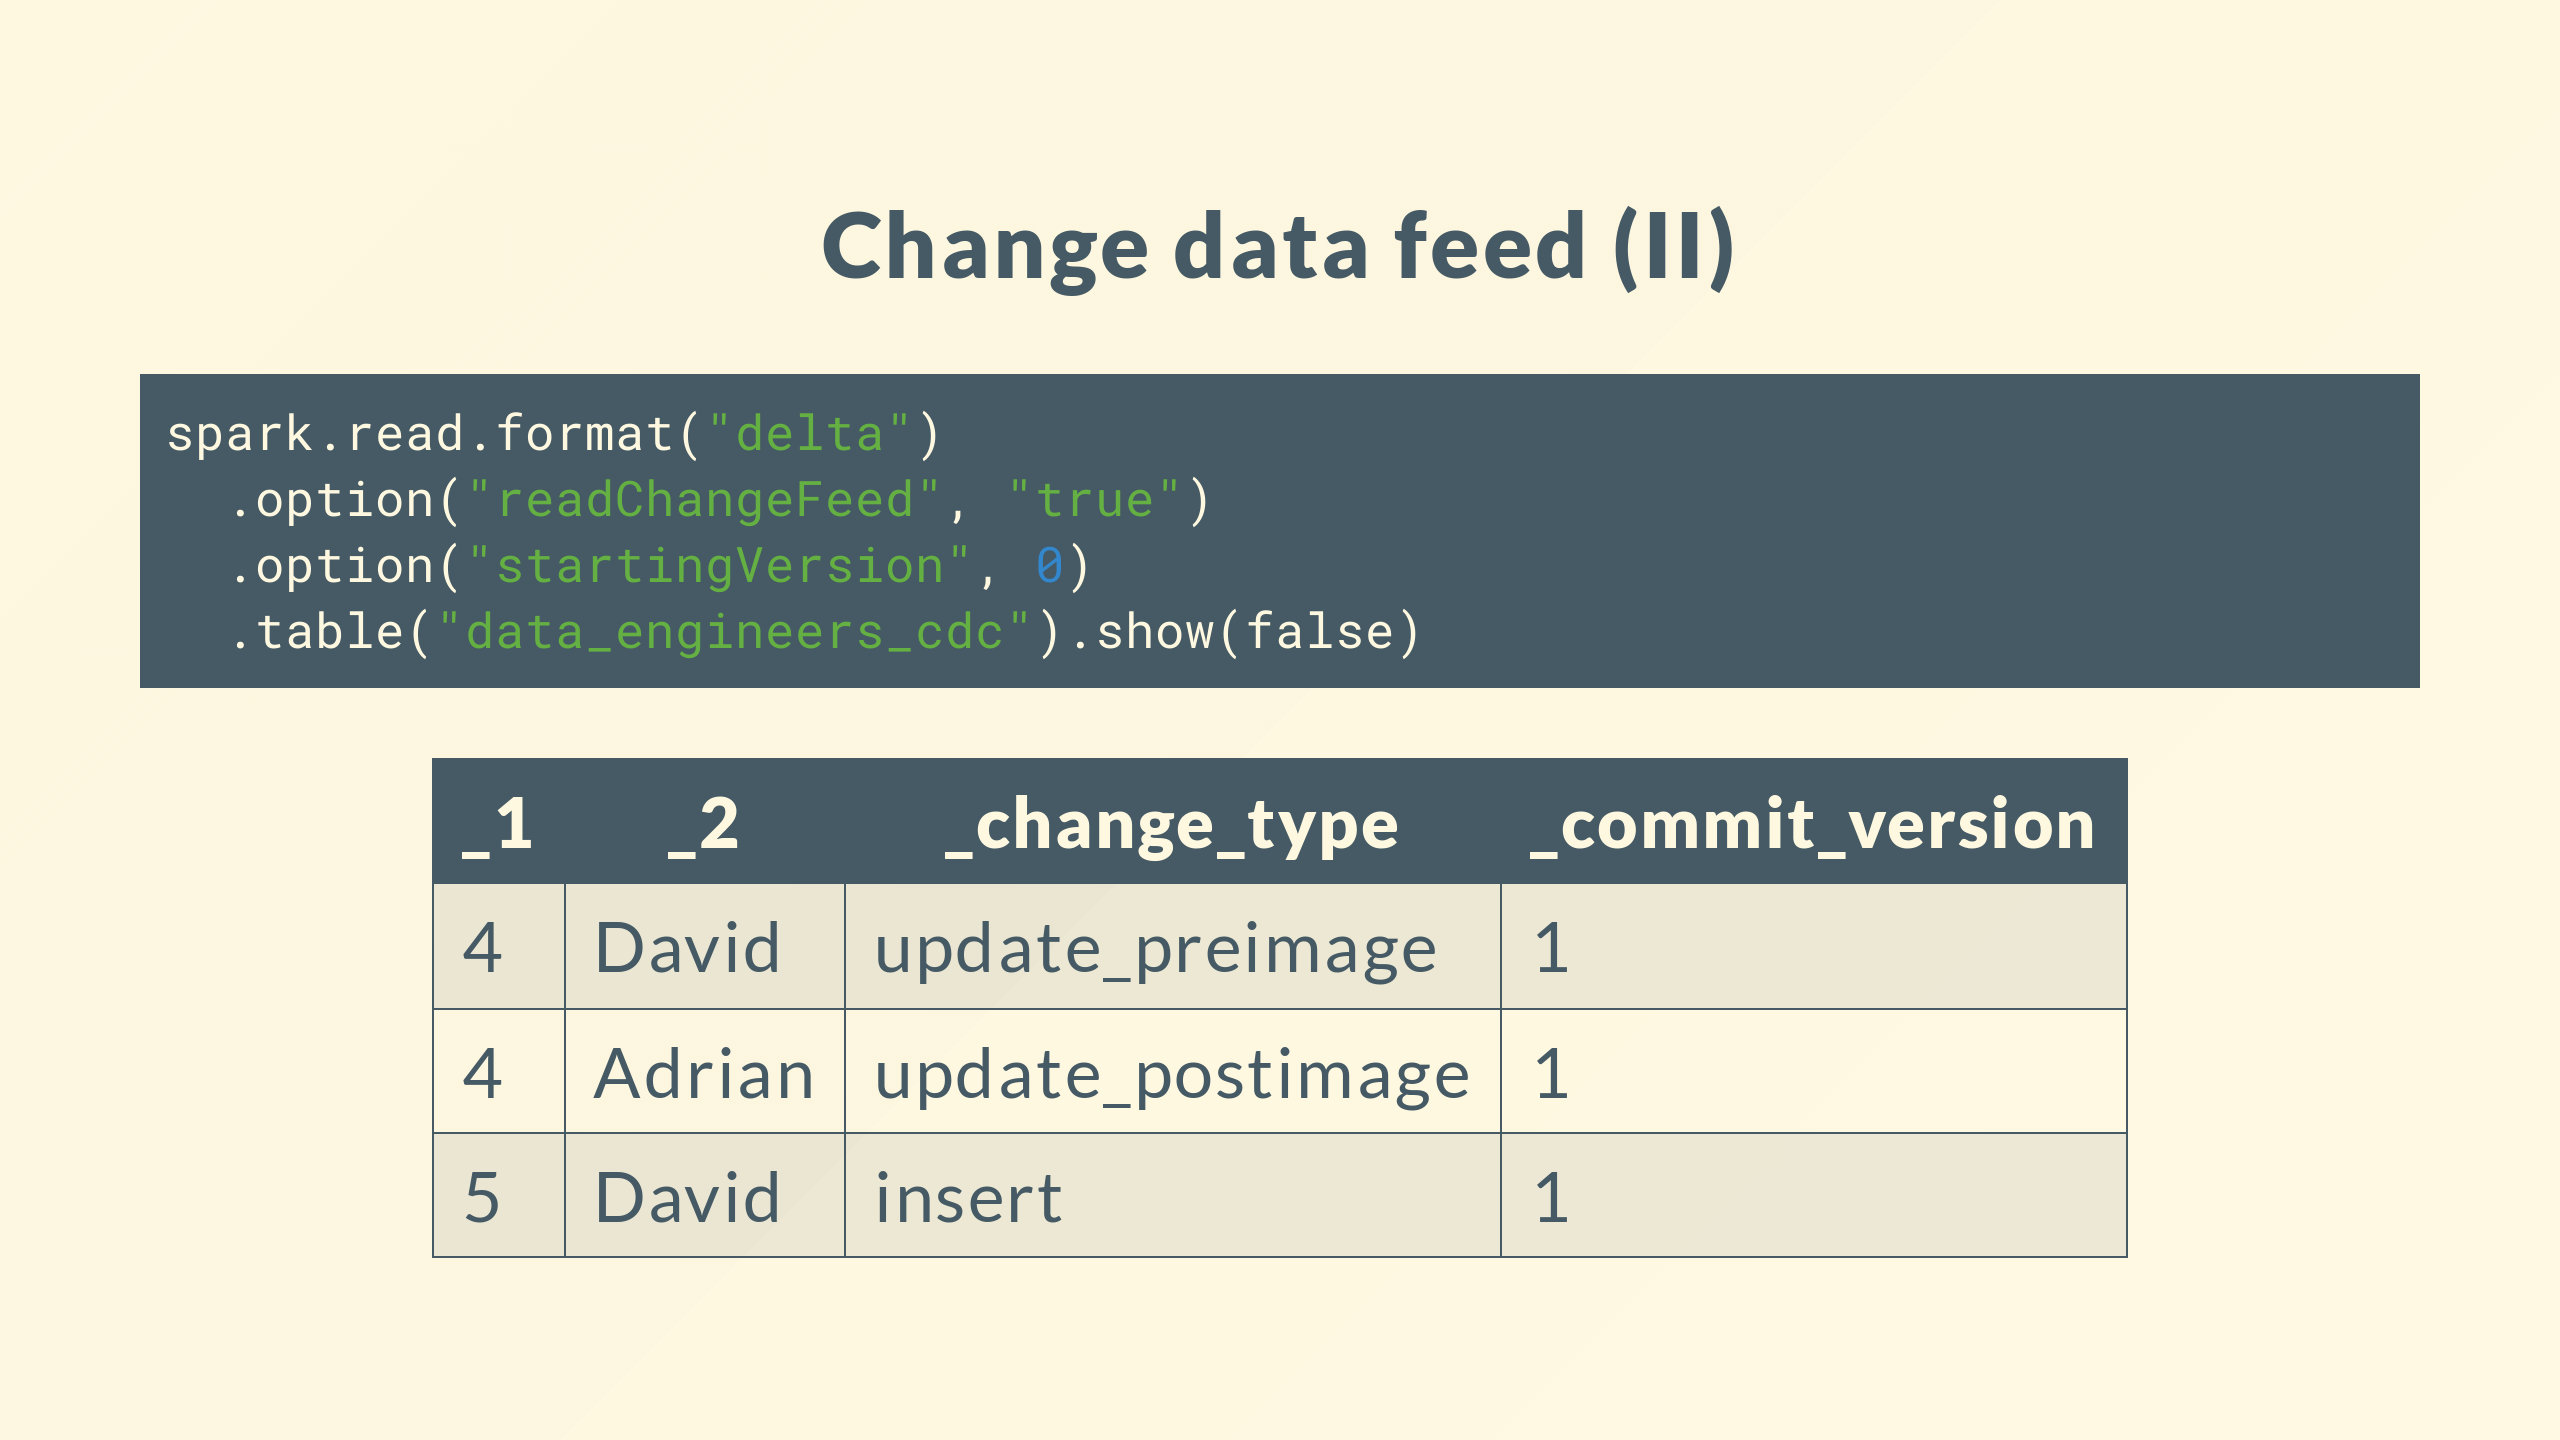 Change data feed (II)
spark.read.format("delta")
  .option("readChangeFeed", "true")
  .option("startingVersion", 0)
  .table("data_engineers_cdc").show(false)
_1 _2 _change_type _commit_version
4 David update_preimage 1
4 Adrian update_postimage 1
5 David insert 1